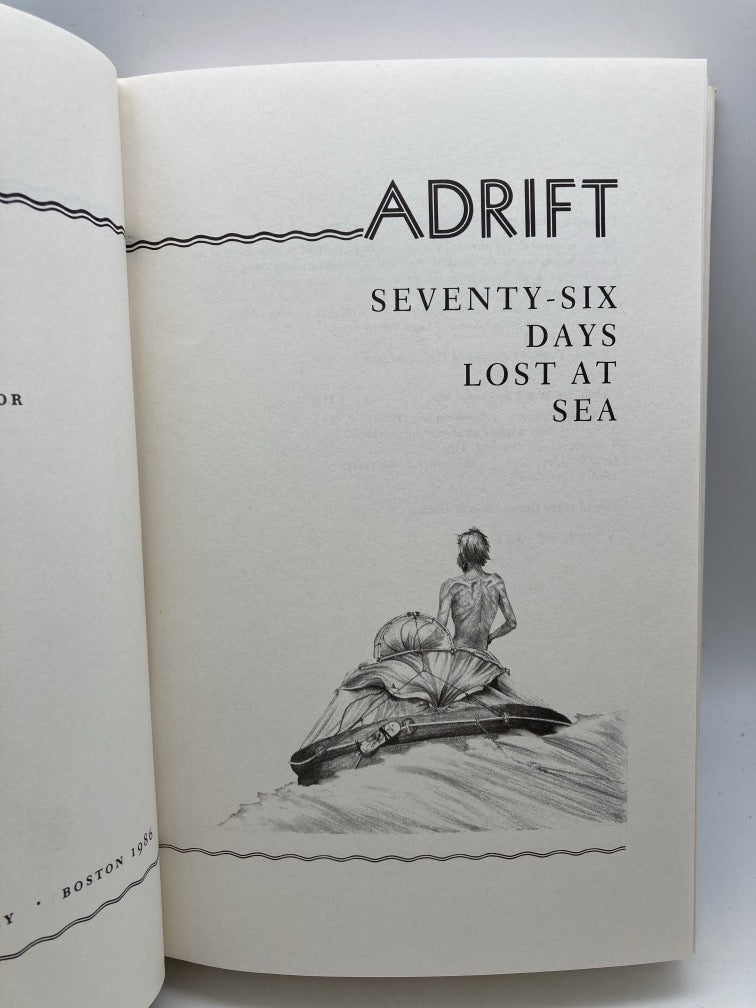 OR
Y · BOSTON 1986
ADRIFT
SEVENTY-SIX
DAYS
LOST AT
SEA